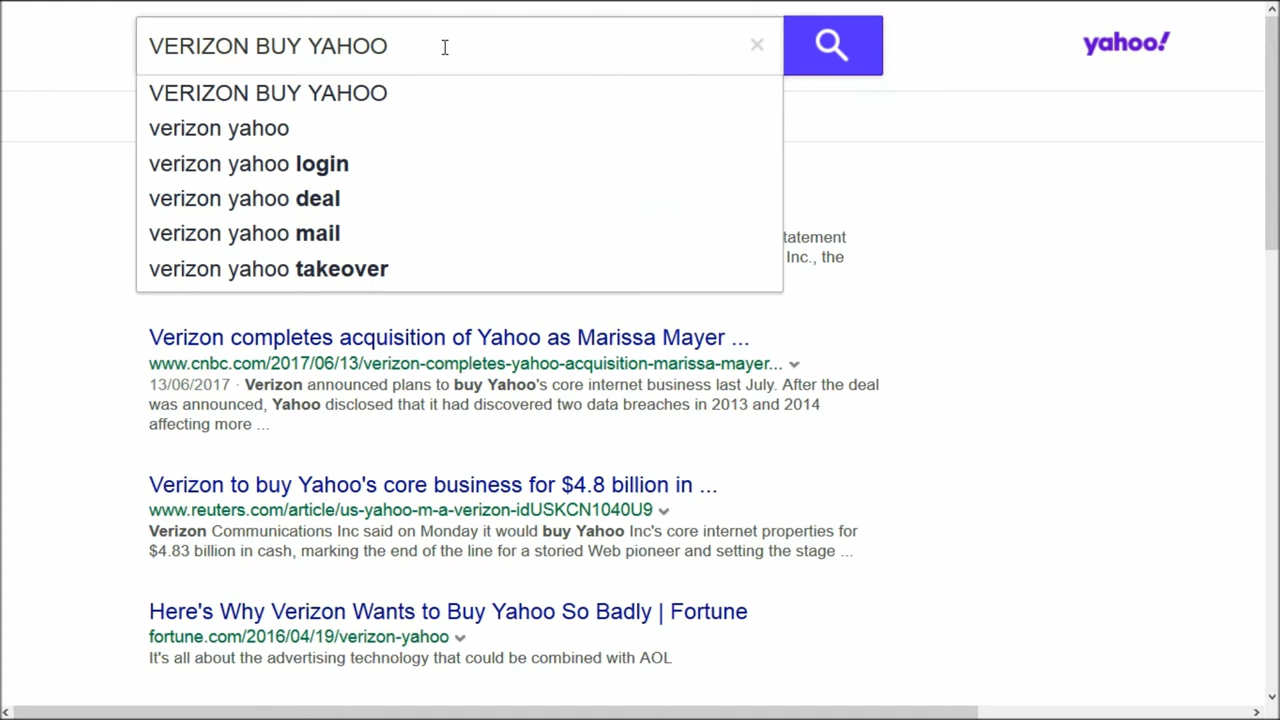 VERIZON BUY YAHOO
yahoo!
VERIZON BUY YAHOO
verizon yahoo
verizon yahoo login
verizon yahoo deal
verizon yahoo mail
verizon yahoo takeover
tatement
Inc., the
Verizon completes acquisition of Yahoo as Marissa Mayer ...
www.cnbc.com/2017/06/13/verizon-completes-yahoo-acquisition-marissa-mayer...
13/06/2017 · Verizon announced plans to buy Yahoo's core internet business last July. After the deal
was announced, Yahoo disclosed that it had discovered two data breaches in 2013 and 2014
affecting more ...
Verizon to buy Yahoo's core business for $4.8 billion in ...
www.reuters.com/article/us-yahoo-m-a-verizon-idUSKCN1040U9
Verizon Communications Inc said on Monday it would buy Yahoo Inc's core internet properties for
$4.83 billion in cash, marking the end of the line for a storied Web pioneer and setting the stage ...
Here's Why Verizon Wants to Buy Yahoo So Badly | Fortune
fortune.com/2016/04/19/verizon-yahoo
It's all about the advertising technology that could be combined with AOL